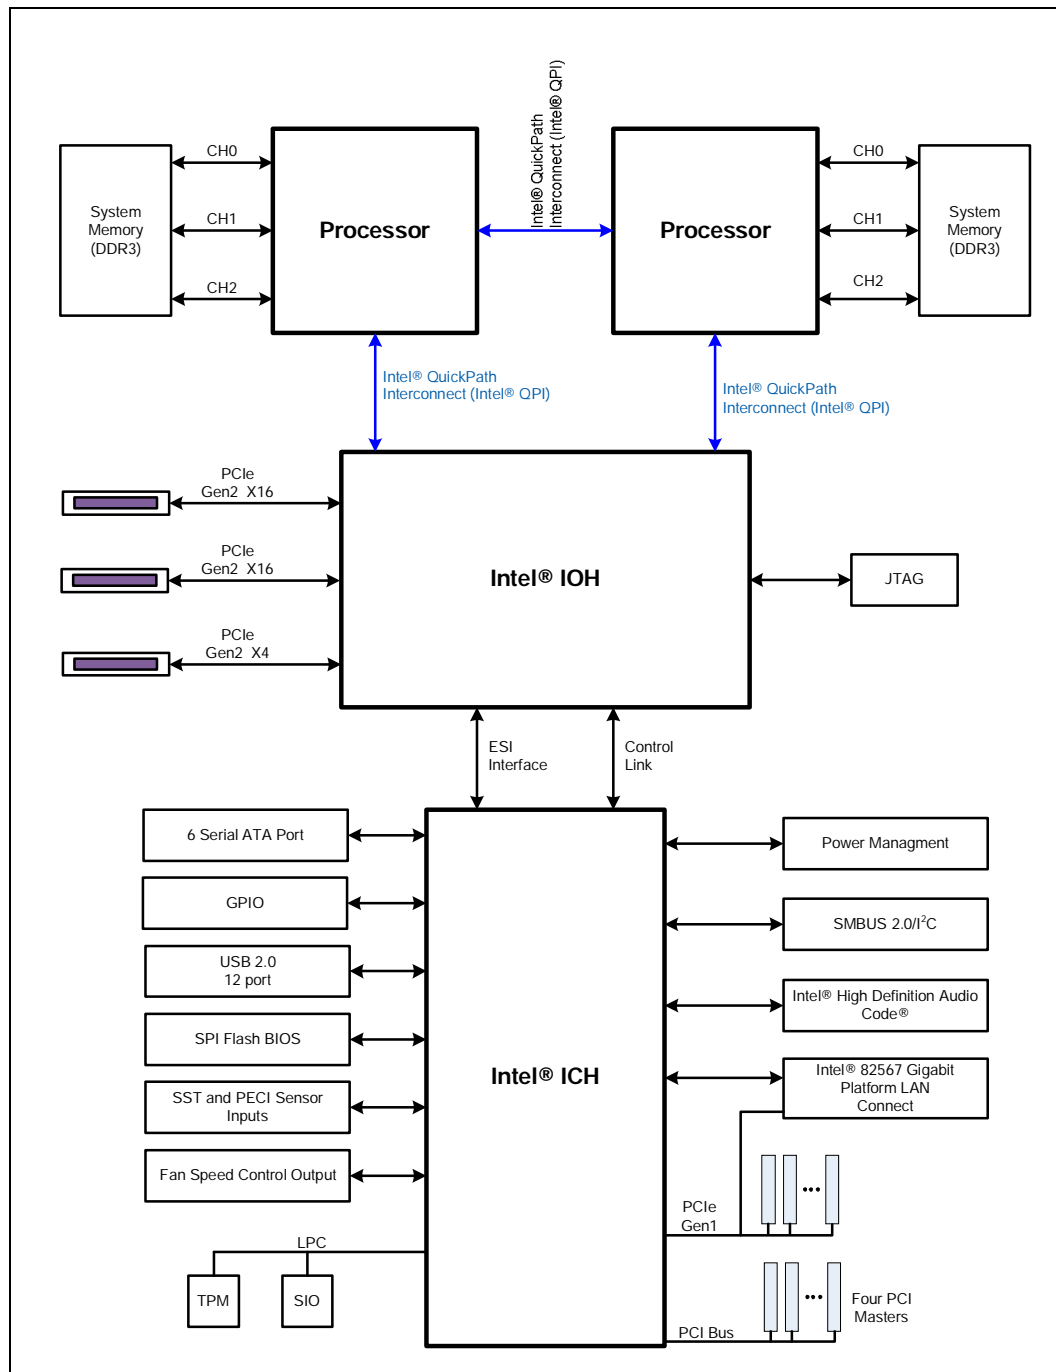 Intel® QuickPath
Interconnect (Intel® QPI)
System
Memory
(DDR3)
CH0
CH1
CH2
Processor
Processor
CH0
CH1
CH2
System
Memory
(DDR3)
Intel® QuickPath
Interconnect (Intel® QPI)
Intel® QuickPath
Interconnect (Intel® QPI)
PCIe
Gen2 X16
PCIe
Gen2 X16
PCIe
Gen2 X4
Intel® IOH
JTAG
ESI
Interface
Control
Link
6 Serial ATA Port
GPIO
USB 2.0
12 port
SPI Flash BIOS
SST and PECI Sensor
Inputs
Fan Speed Control Output
LPC
TPM
SIO
Intel® ICH
Power Managment
SMBUS 2.0/I²C
Intel® High Definition Audio
Code®
Intel® 82567 Gigabit
Platform LAN
Connect
PCIe
Gen1
PCI Bus
Four PCI
Masters